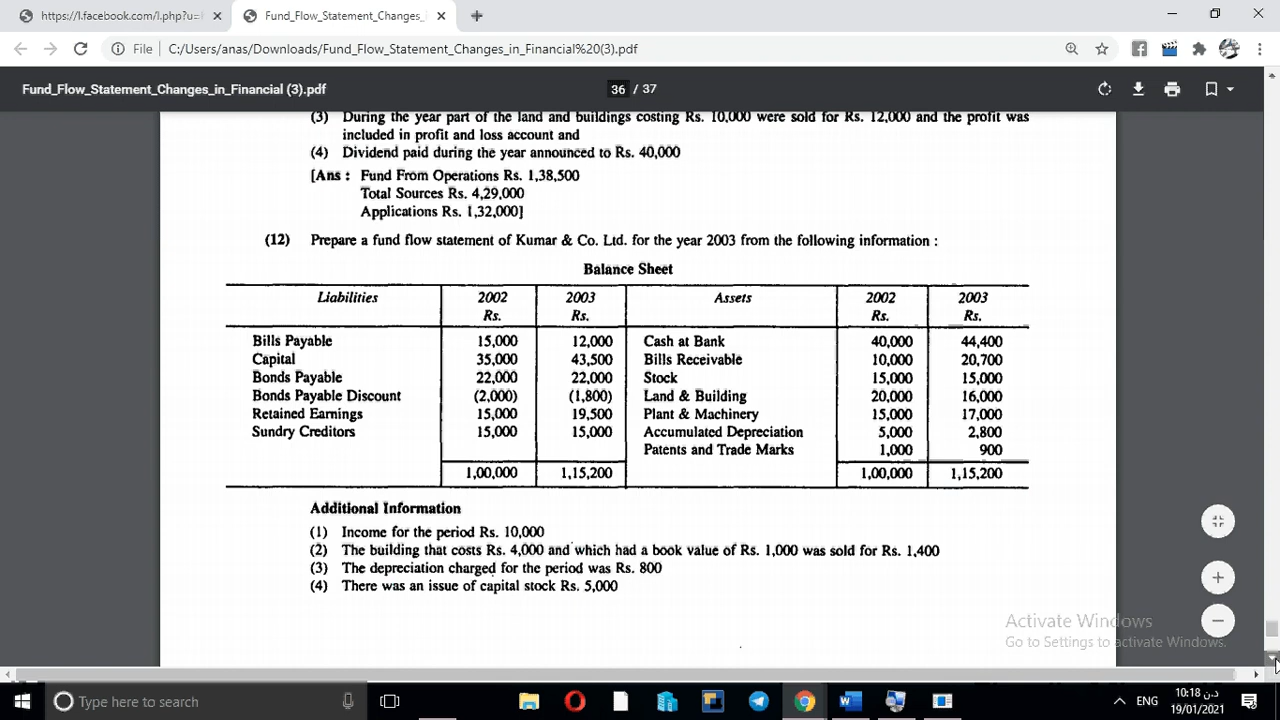 https://l.facebook.com/l.php?u=
Fund_Flow_Statement_Changes_
File
C:/Users/anas/Downloads/Fund_Flow_Statement_Changes_in_Financial%20(3).pdf
Fund_Flow_Statement_Changes_in_Financial (3).pdf
36 / 37
(3) During the year part of the land and buildings costing Rs. 10,000 were sold for Rs. 12,000 and the profit was
included in profit and loss account and
(4) Dividend paid during the year announced to Rs. 40,000
[Ans : Fund From Operations Rs. 1,38,500
Total Sources Rs. 4,29,000
Applications Rs. 1,32,000]
(12) Prepare a fund flow statement of Kumar & Co. Ltd. for the year 2003 from the following information :
Balance Sheet
Liabilities 2002 2003 Assets 2002 2003
Rs. Rs. Rs. Rs.
Bills Payable 15,000 12,000 Cash at Bank 40,000 44,400
Capital 35,000 43,500 Bills Receivable 10,000 20,700
Bonds Payable 22,000 22,000 Stock 15,000 15,000
Bonds Payable Discount (2,000) (1,800) Land & Building 20,000 16,000
Retained Earnings 15,000 19,500 Plant & Machinery 15,000 17,000
Sundry Creditors 15,000 15,000 Accumulated Depreciation 5,000 2,800
Patents and Trade Marks 1,000 900
1,00,000 1,15,200 1,00,000 1,15,200
Additional Information
(1) Income for the period Rs. 10,000
(2) The building that costs Rs. 4,000 and which had a book value of Rs. 1,000 was sold for Rs. 1,400
(3) The depreciation charged for the period was Rs. 800
(4) There was an issue of capital stock Rs. 5,000
Activate Windows
Go to Settings to activate Windows.
Type here to search
ENG
10:18 د.ن
19/01/2021